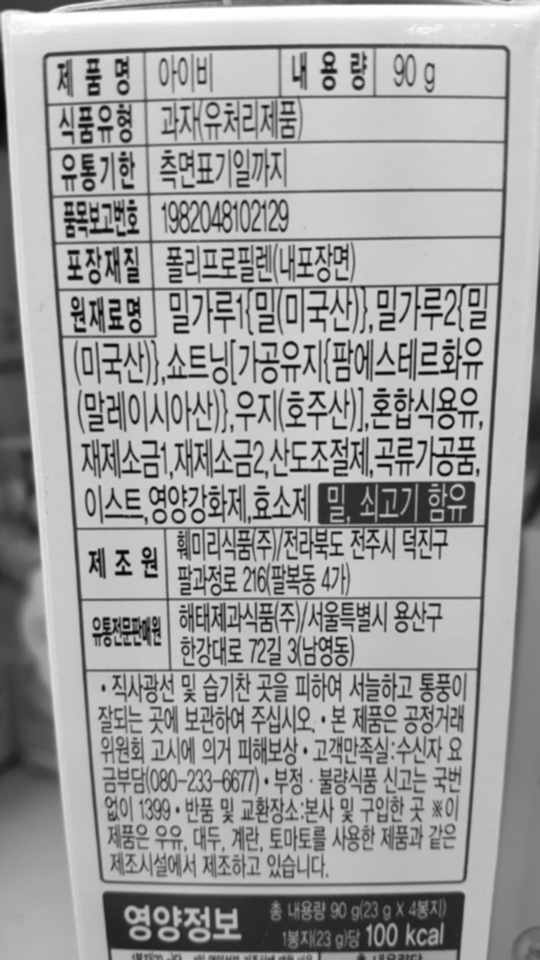 제 품 명 아이비 내 용 량 90 g
식품유형 과자(유처리제품)
유통기한 측면표기일까지
품목보고번호 1982048102129
포장재질 폴리프로필렌(내포장면)
원재료명 밀가루1{밀(미국산)},밀가루2{밀
(미국산)},쇼트닝[가공유지{팜에스테르화유
(말레이시아산)},우지(호주산)],혼합식용유,
재제소금1,재제소금2,산도조절제,곡류가공품,
이스트,영양강화제,효소제 밀, 쇠고기 함유
제 조 원 훼미리식품(주)/전라북도 전주시 덕진구
팔과정로 216(팔복동 4가)
유통전문판매원 해태제과식품(주)/서울특별시 용산구
한강대로 72길 3(남영동)
• 직사광선 및 습기찬 곳을 피하여 서늘하고 통풍이
잘되는 곳에 보관하여 주십시오. • 본 제품은 공정거래
위원회 고시에 의거 피해보상 • 고객만족실:수신자 요
금부담(080-233-6677) • 부정 · 불량식품 신고는 국번
없이 1399 • 반품 및 교환장소:본사 및 구입한 곳 ※이
제품은 우유, 대두, 계란, 토마토를 사용한 제품과 같은
제조시설에서 제조하고 있습니다.
영양정보 총 내용량 90 g(23 g X 4봉지)
1봉지(23 g)당 100 kcal